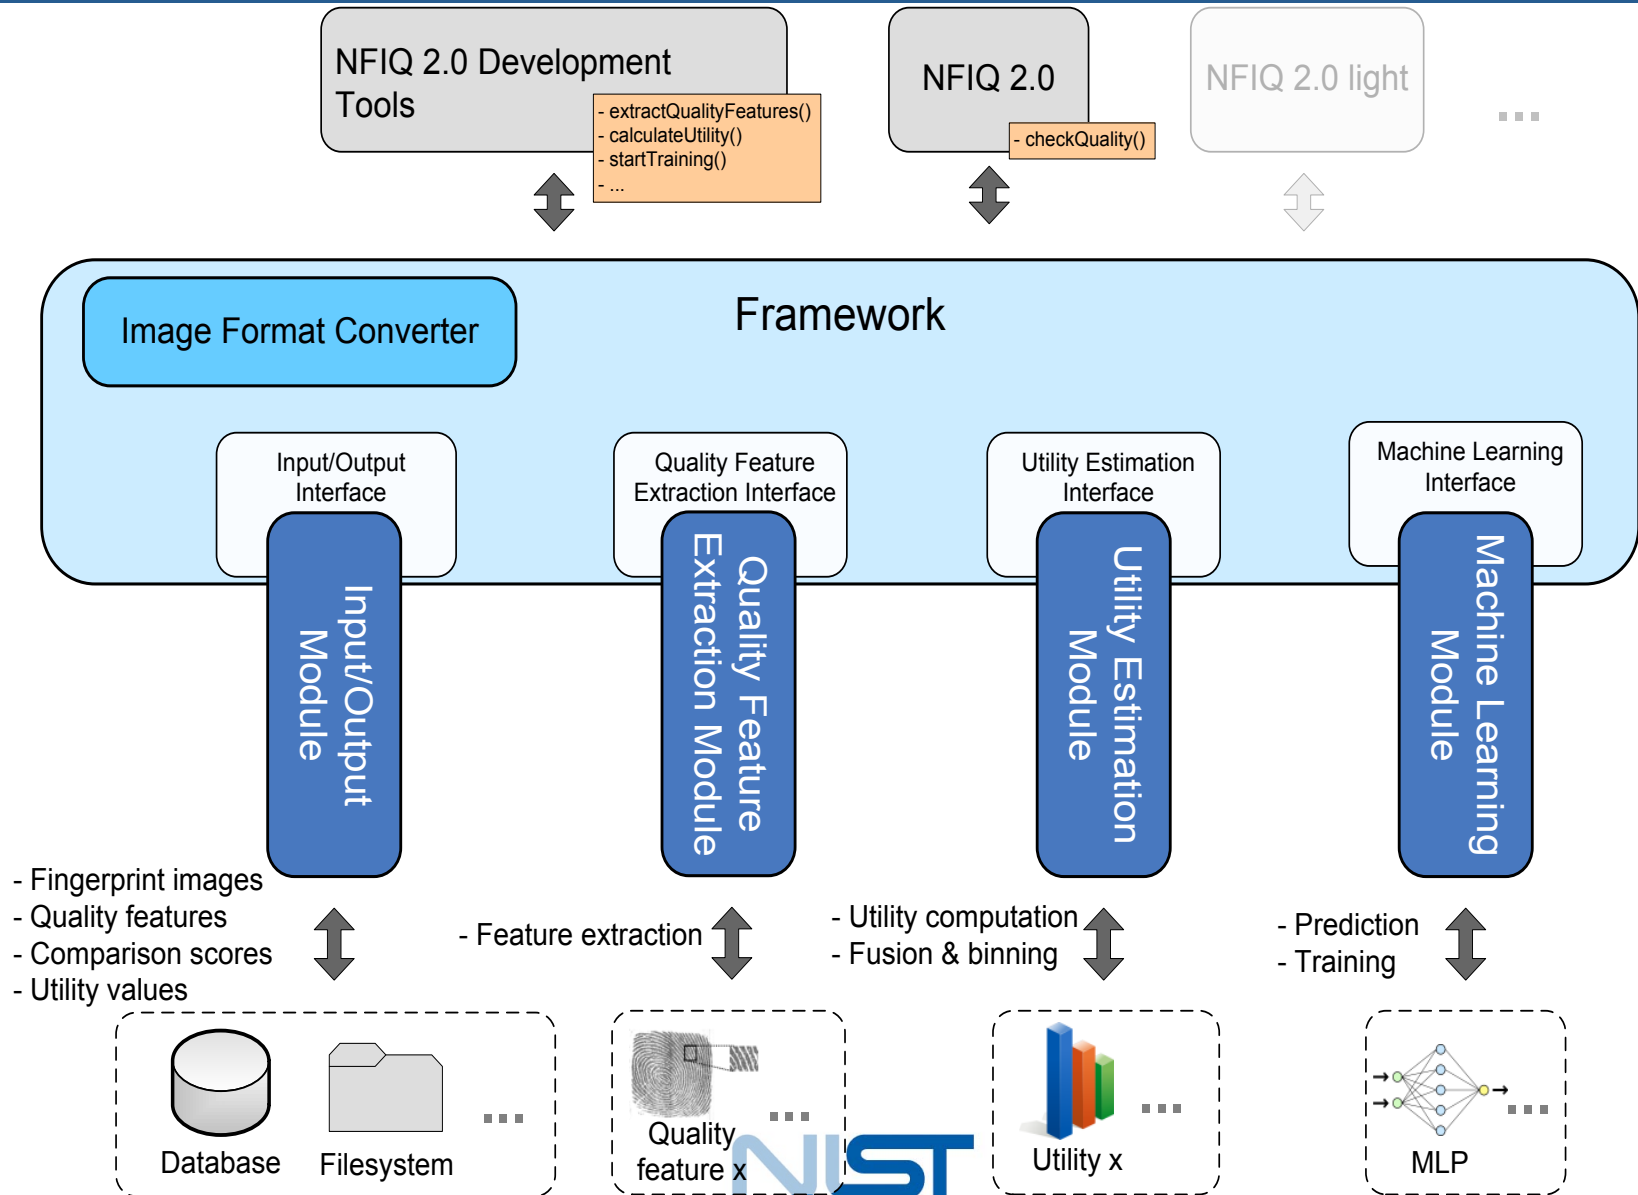 NFIQ 2.0 Development
Tools
- extractQualityFeatures()
- calculateUtility()
- startTraining()
- ...
NFIQ 2.0
- checkQuality()
NFIQ 2.0 light
...
Framework
Image Format Converter
Input/Output
Interface
Quality Feature
Extraction Interface
Utility Estimation
Interface
Machine Learning
Interface
Input/Output
Module
Quality Feature
Extraction Module
Utility Estimation
Module
Machine Learning
Module
- Fingerprint images
- Quality features
- Comparison scores
- Utility values
- Feature extraction
- Utility computation
- Fusion & binning
- Prediction
- Training
Database
Filesystem
...
Quality
feature x
...
Utility x
...
MLP
...
NIST